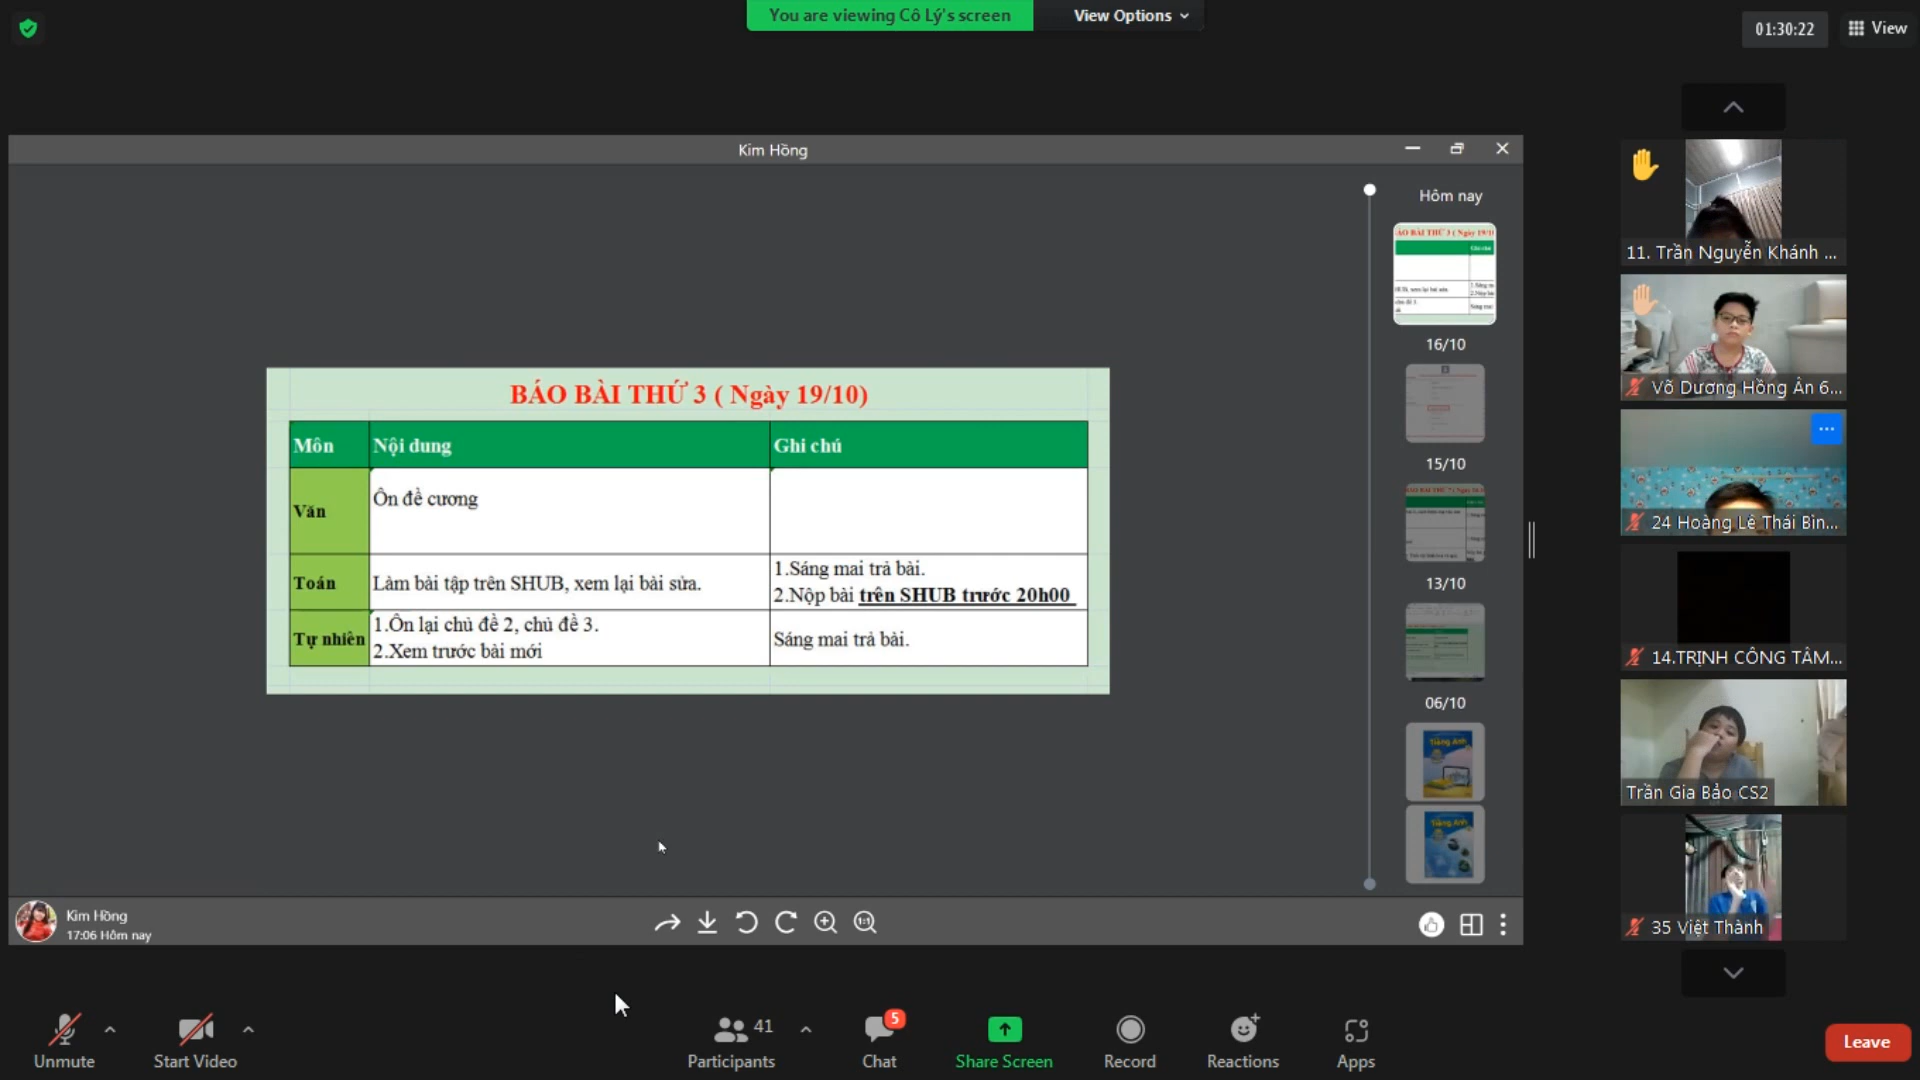 You are viewing Cô Lý's screen
View Options
01:30:22
View
Kim Hồng
Hôm nay
16/10
15/10
13/10
06/10
BÁO BÀI THỨ 3 ( Ngày 19/10)
Môn
Nội dung
Ghi chú
Văn
Ôn đề cương
Toán
Làm bài tập trên SHUB, xem lại bài sửa.
1.Sáng mai trả bài.
2.Nộp bài trên SHUB trước 20h00
Tự nhiên
1.Ôn lại chủ đề 2, chủ đề 3.
2.Xem trước bài mới
Sáng mai trả bài.
Tiếng Anh
Tiếng Anh
Kim Hồng
17:06 Hôm nay
11. Trần Nguyễn Khánh ...
Võ Dương Hồng Ân 6...
24 Hoàng Lê Thái Bìn...
14.TRỊNH CÔNG TÂM...
Trần Gia Bảo CS2
35 Việt Thành
Unmute
Start Video
41
Participants
5
Chat
Share Screen
Record
Reactions
Apps
Leave